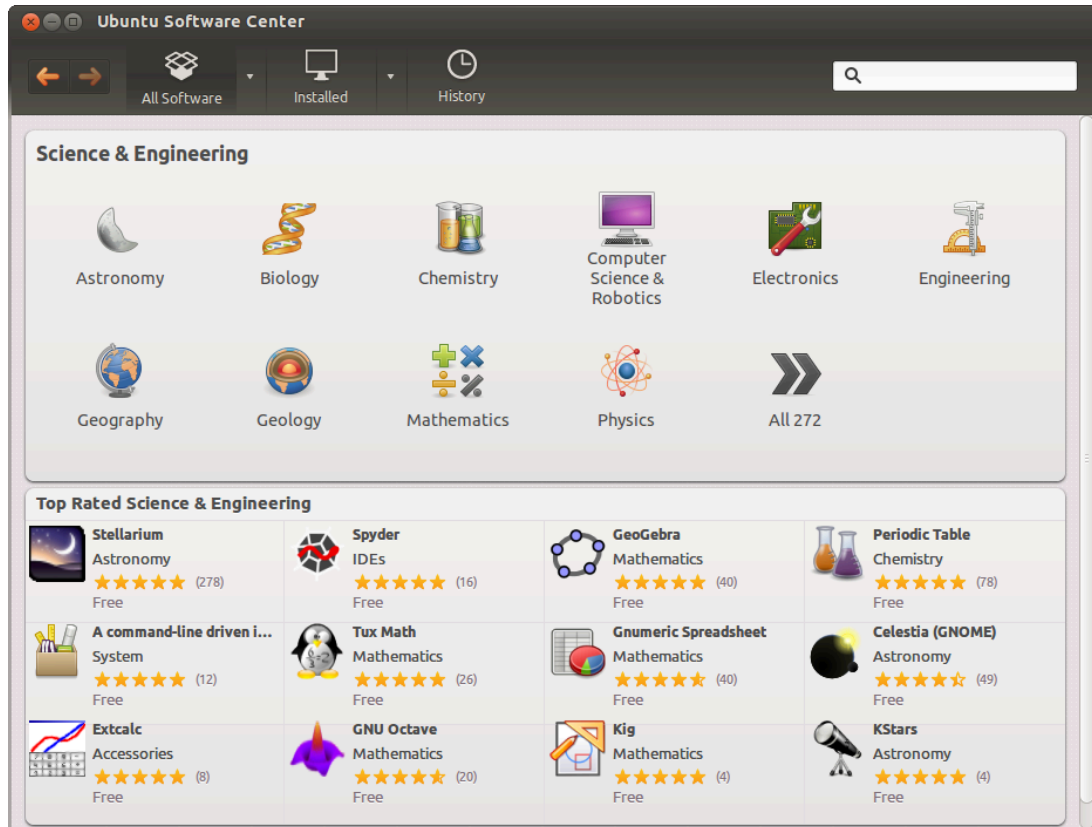 Ubuntu Software Center
All Software
Installed
History
Science & Engineering
Astronomy
Biology
Chemistry
Computer
Science &
Robotics
Electronics
Engineering
Geography
Geology
Mathematics
Physics
All 272
Top Rated Science & Engineering
Stellarium
Astronomy
(278)
Free
Spyder
IDEs
(16)
Free
GeoGebra
Mathematics
(40)
Free
Periodic Table
Chemistry
(78)
Free
A command-line driven i...
System
(12)
Free
Tux Math
Mathematics
(26)
Free
Gnumeric Spreadsheet
Mathematics
(40)
Free
Celestia (GNOME)
Astronomy
(49)
Free
Extcalc
Accessories
(8)
Free
GNU Octave
Mathematics
(20)
Free
Kig
Mathematics
(4)
Free
KStars
Astronomy
(4)
Free